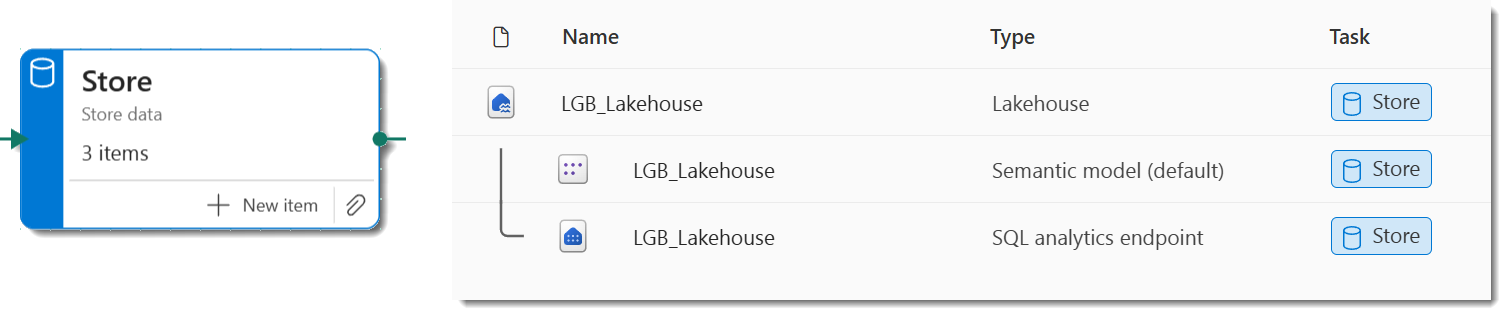 Store
Store data
3 items
New item
Name Type Task
LGB_Lakehouse Lakehouse Store
LGB_Lakehouse Semantic model (default) Store
LGB_Lakehouse SQL analytics endpoint Store